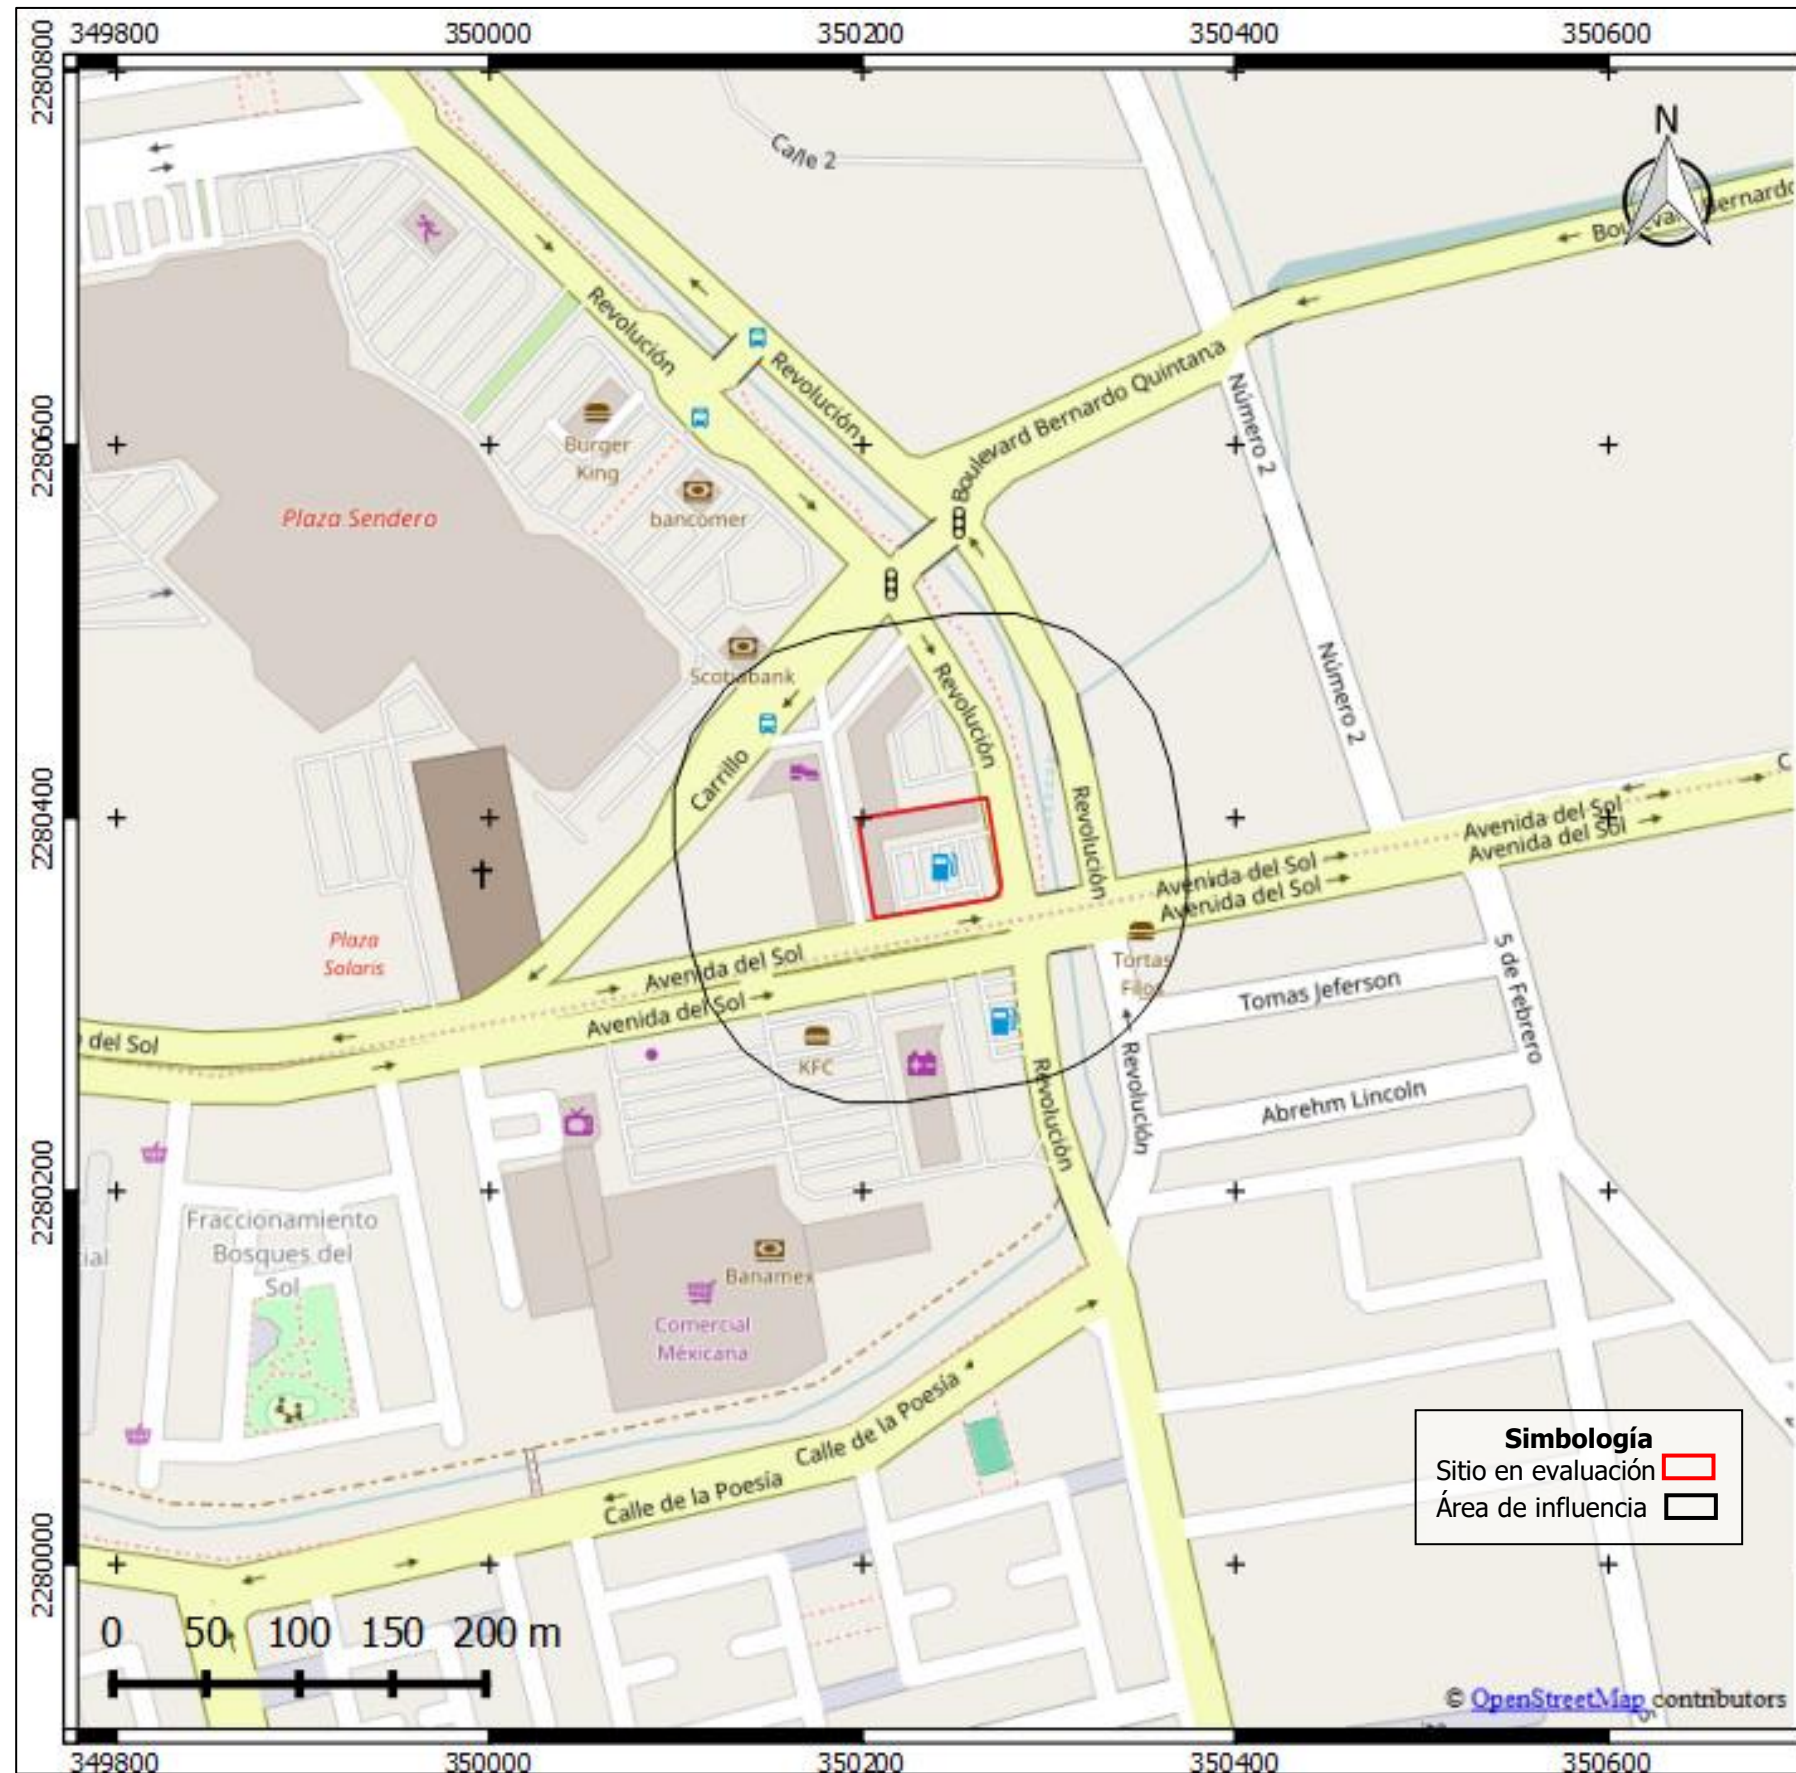 349800
350000
350200
350400
350600
2280800
2280600
2280400
2280200
2280000
N
Calle 2
Revolución
Revolución
Boulevard Bernardo Quintana
Número 2
Burger
King
bancomer
Plaza Sendero
Scotiabank
Revolución
Número 2
Carrillo
Revolución
Avenida del Sol
Avenida del Sol
Avenida del Sol
Avenida del Sol
Plaza
Solaris
Avenida del Sol
Avenida del Sol
del Sol
Tortas
Tomas Jeferson
5 de Febrero
KFC
Revolución
Revolución
Abrehm Lincoln
Fraccionamiento
Bosques del
Sol
Banamex
Comercial
Méxicana
Calle de la Poesía
Calle de la Poesía
Simbología
Sitio en evaluación
Área de influencia
0 50 100 150 200 m
© OpenStreetMap contributors
349800
350000
350200
350400
350600